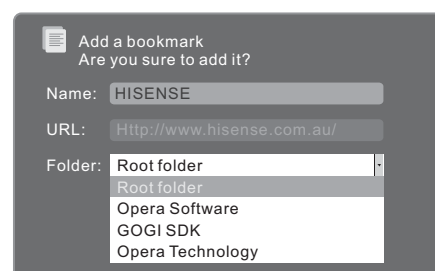 Add a bookmark
Are you sure to add it?
Name: HISENSE
URL: Http://www.hisense.com.au/
Folder: Root folder
Root folder
Opera Software
GOGI SDK
Opera Technology